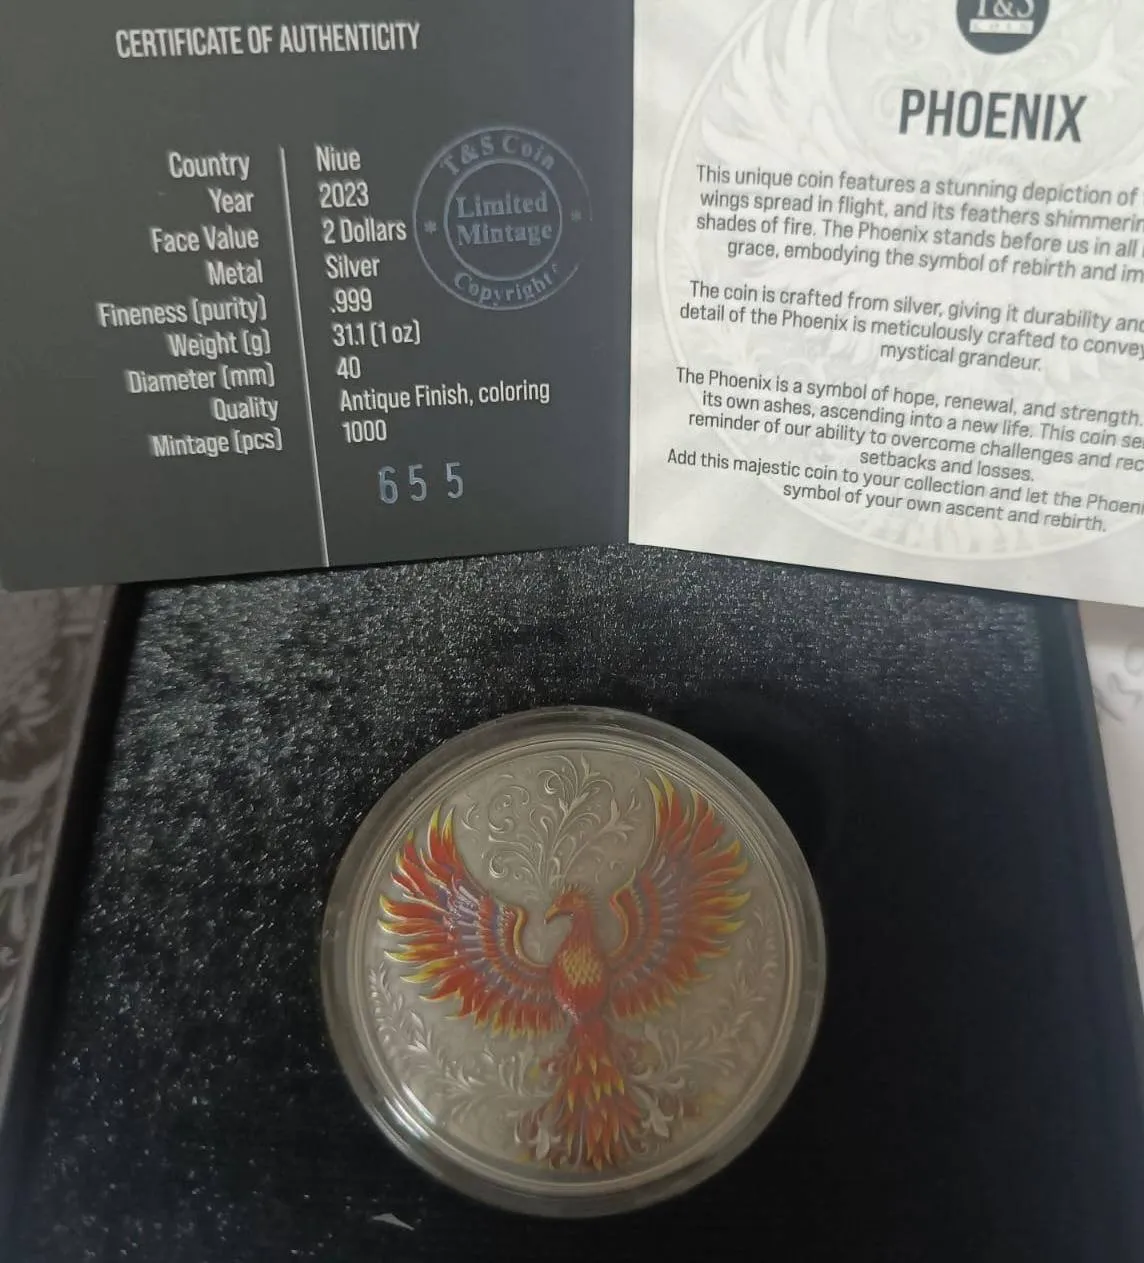 CERTIFICATE OF AUTHENTICITY
Country Niue
Year 2023
Face Value 2 Dollars
Metal Silver
Fineness (purity) .999
Weight (g) 31.1 (1 oz)
Diameter (mm) 40
Quality Antique Finish, coloring
Mintage (pcs) 1000
655
T&S Coin
Limited
Mintage
Copyright
T&S
COIN
PHOENIX
This unique coin features a stunning depiction of
wings spread in flight, and its feathers
shades of fire. The Phoenix stands before us in all
grace, embodying the symbol of rebirth and
The coin is crafted from silver, giving it durability and
detail of the Phoenix is meticulously crafted to convey
mystical grandeur.
The Phoenix is a symbol of hope, renewal, and strength.
its own ashes, ascending into a new life. This coin
reminder of our ability to overcome challenges and
setbacks and losses.
Add this majestic coin to your collection and let the
symbol of your own ascent and rebirth.